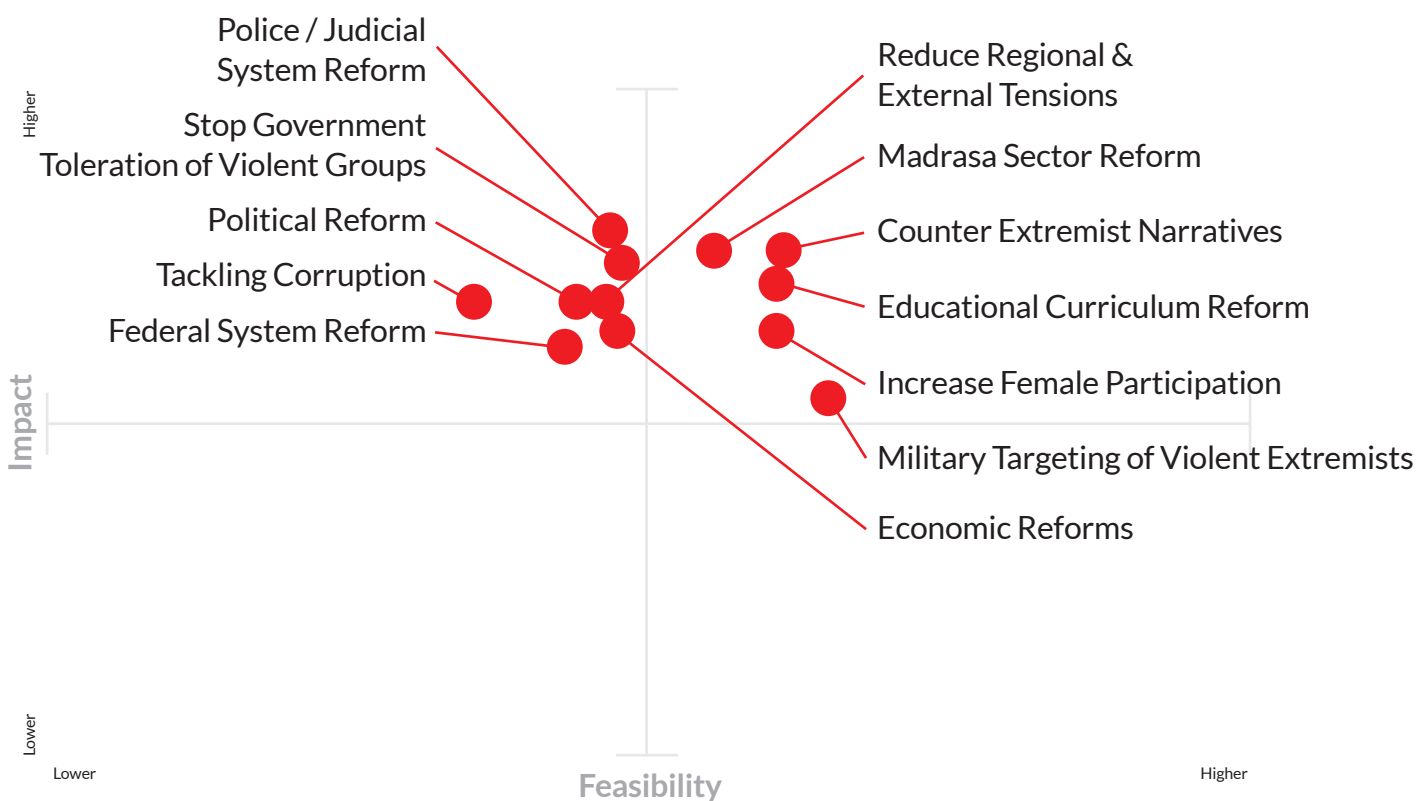 Police / Judicial
System Reform
Stop Government
Toleration of Violent Groups
Political Reform
Tackling Corruption
Federal System Reform
Reduce Regional &
External Tensions
Madrasa Sector Reform
Counter Extremist Narratives
Educational Curriculum Reform
Increase Female Participation
Military Targeting of Violent Extremists
Economic Reforms
Higher
Impact
Lower
Lower
Feasibility
Higher